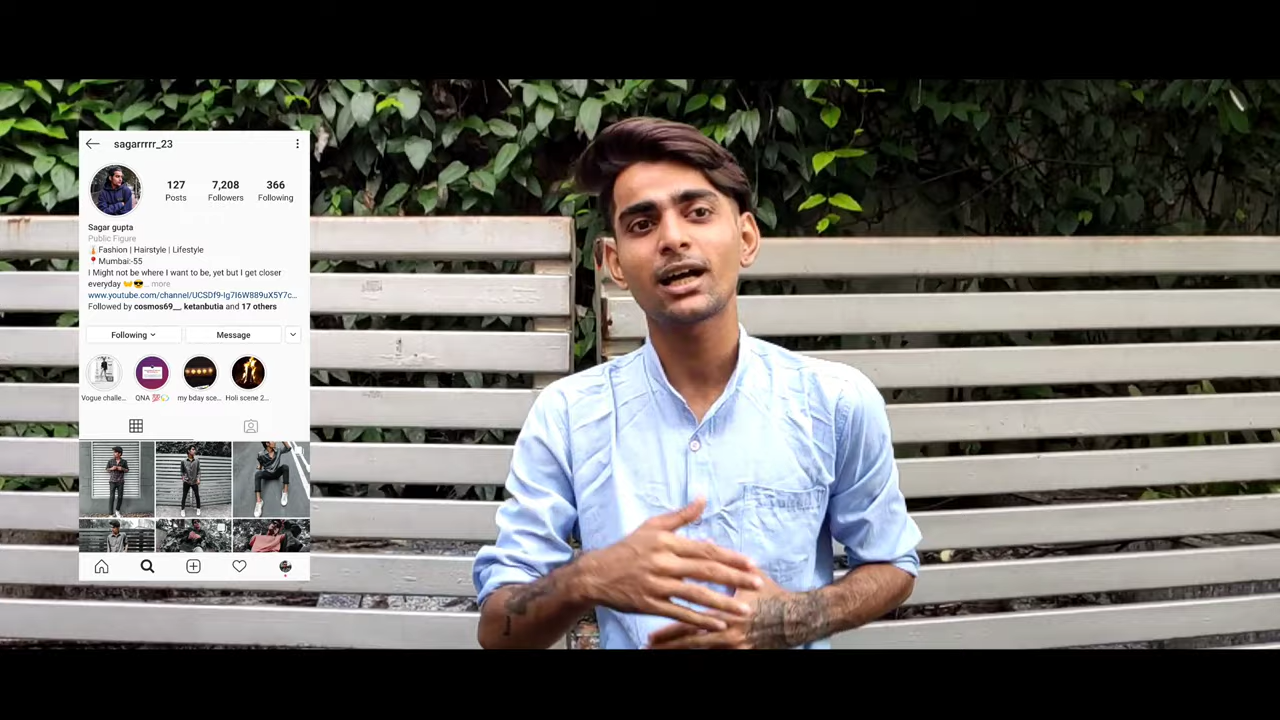 sagarrrrr_23
127 7,208 366
Posts Followers Following
Sagar gupta
Public Figure
Fashion | Hairstyle | Lifestyle
📍Mumbai:-55
I Might not be where I want to be, yet but I get closer
everyday 🤝😎... more
www.youtube.com/channel/UCSDf9-Ig7I6W889uX5Y7c...
Followed by cosmos69__, ketanbutia and 17 others
Following Message
Vogue challe... QNA 💯 my bday sce... Holi scene 2...